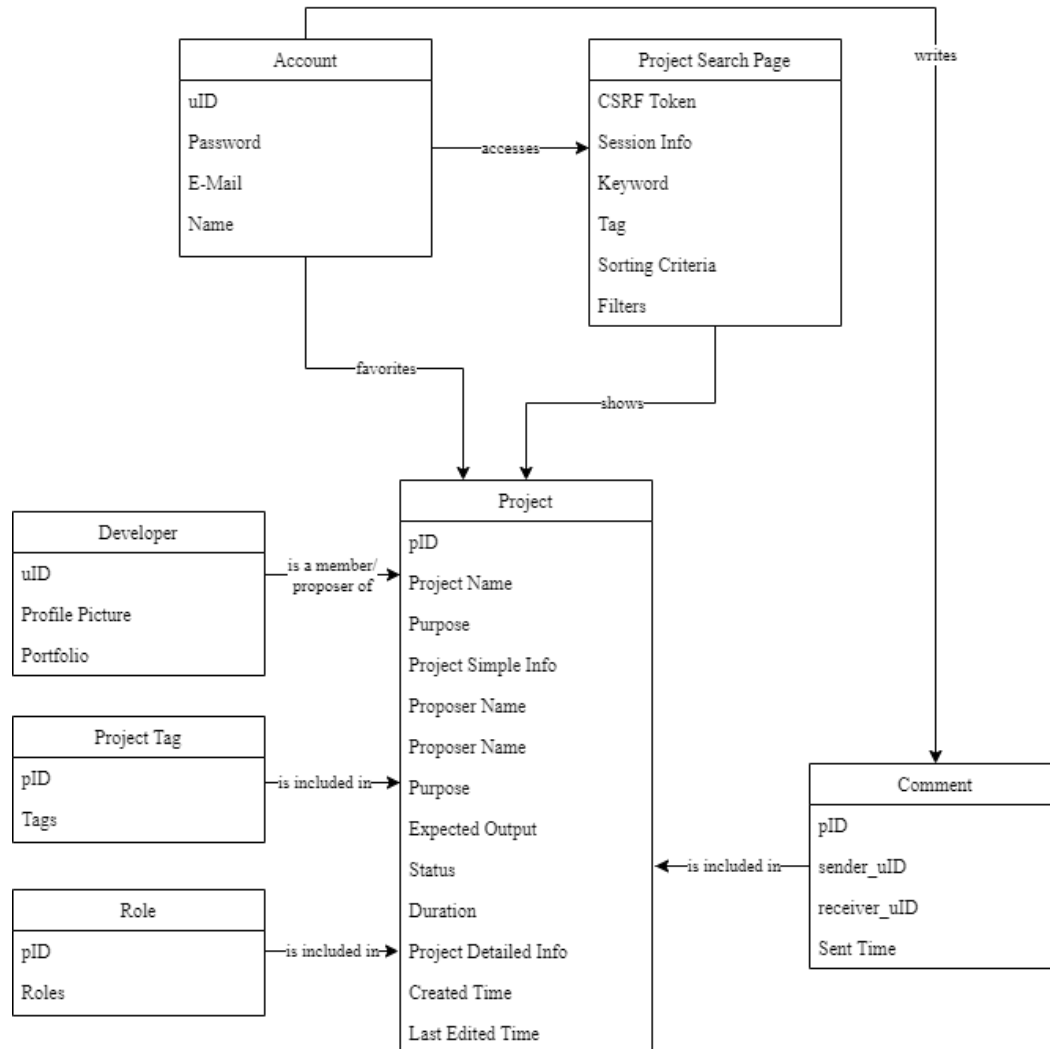 Account
uID
Password
E-Mail
Name
accesses
Project Search Page
CSRF Token
Session Info
Keyword
Tag
Sorting Criteria
Filters
writes
favorites
shows
Developer
uID
Profile Picture
Portfolio
is a member/
proposer of
Project Tag
pID
Tags
is included in
Role
pID
Roles
is included in
Project
pID
Project Name
Purpose
Project Simple Info
Proposer Name
Proposer Name
Purpose
Expected Output
Status
Duration
Project Detailed Info
Created Time
Last Edited Time
is included in
Comment
pID
sender_uID
receiver_uID
Sent Time